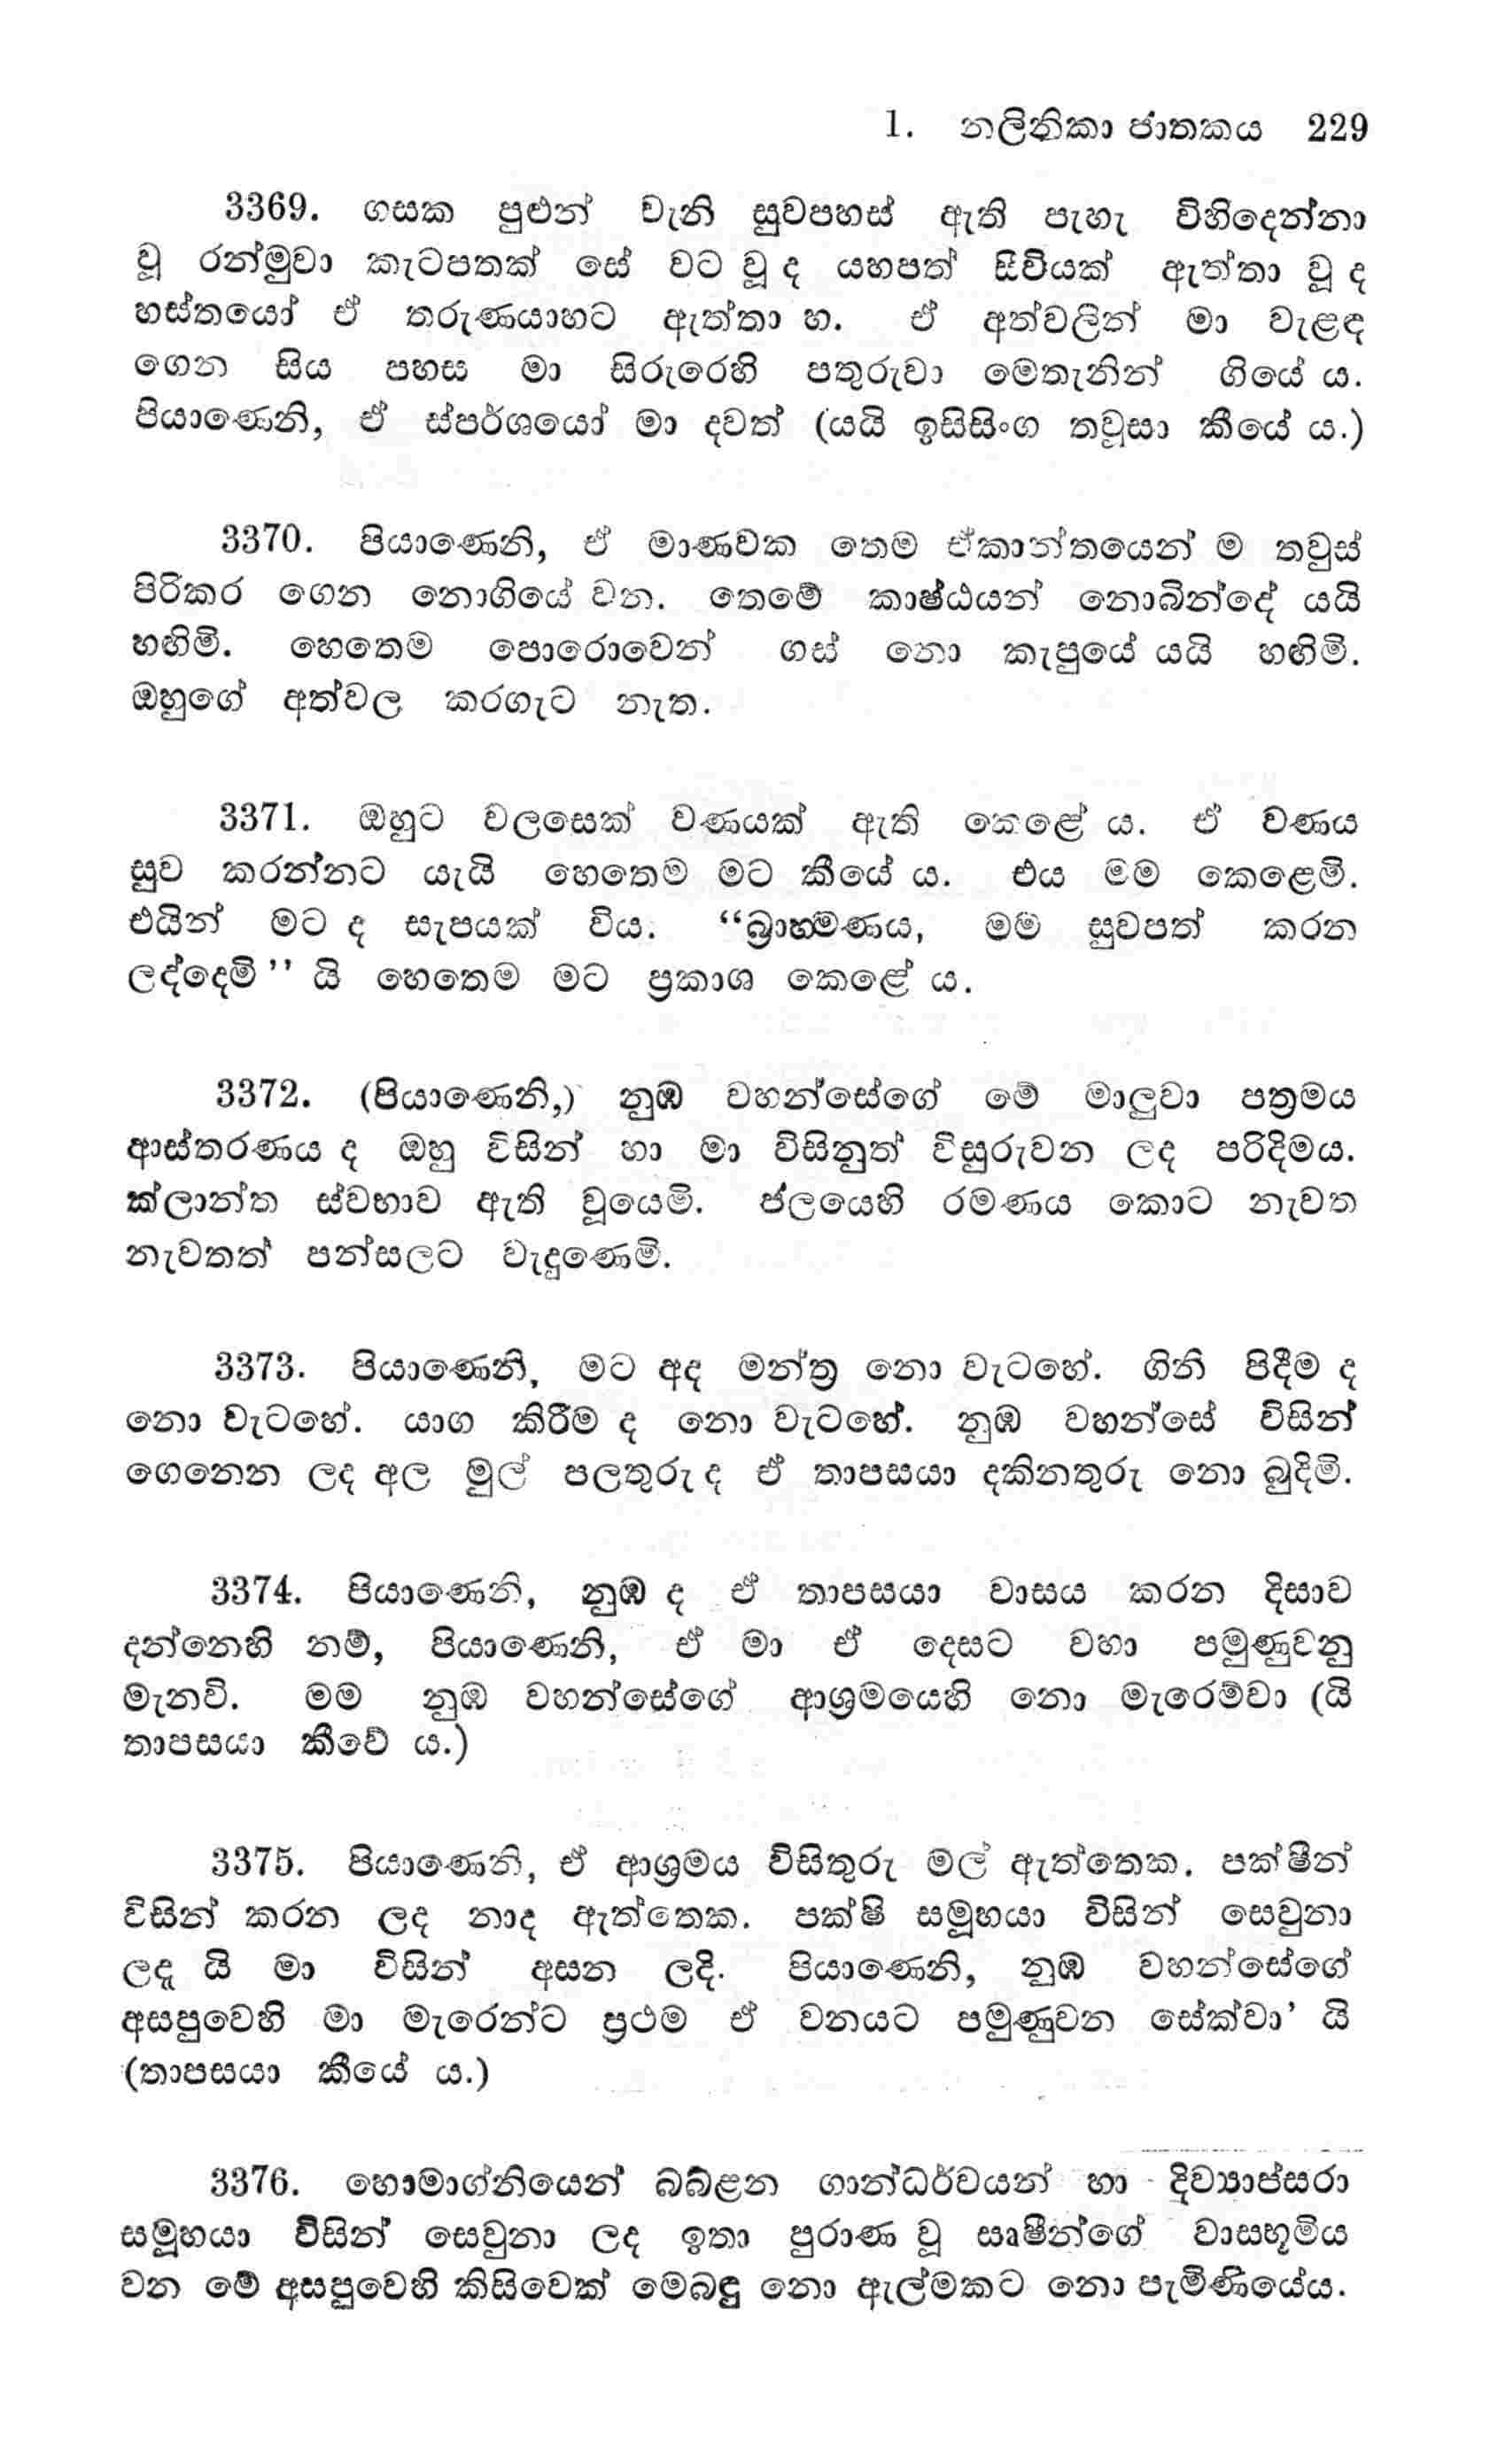 1. නලිනිකා ජාතකය 229
3369. ගසක පුළුන් වැනි සුවපහස් ඇති පැහැ විහිදෙන්නා
වූ රන්මුවා කැටපතක් සේ වට වූ ද යහපත් සිවියක් ඇත්තා වූ ද
හස්තයෝ ඒ තරුණයාහට ඇත්තා හ. ඒ අත්වලින් මා වැළඳ
ගෙන සිය පහස මා සිරුරෙහි පතුරුවා මෙතැනින් ගියේ ය.
පියාණෙනි, ඒ ස්පර්ශයෝ මා දවත් (යයි ඉසිසිංග තවුසා කීයේ ය.)
3370. පියාණෙනි, ඒ මාණවක තෙම ඒකාන්තයෙන් ම තවුස්
පිරිකර ගෙන නොගියේ වන. තෙමේ කාෂ්ඨයන් නොබින්දේ යයි
හඟිමි. හෙතෙම පොරොවෙන් ගස් නො කැපුයේ යයි හඟිමි.
ඔහුගේ අත්වල කරගැට නැත.
3371. ඔහුට වලසෙක් වණයක් ඇති කෙළේ ය. ඒ වණය
සුව කරන්නට යැයි හෙතෙම මට කීයේ ය. එය මම කෙළෙමි.
එයින් මට ද සැපයක් විය. “බ්‍රාහ්මණය, මම සුවපත් කරන
ලද්දෙමි’’ යි හෙතෙම මට ප්‍රකාශ කෙළේ ය.
3372. (පියාණෙනි,) නුඹ වහන්සේගේ මේ මාලුවා පත්‍රමය
ආස්තරණය ද ඔහු විසින් හා මා විසිනුත් විසුරුවන ලද පරිදිමය.
ක්ලාන්ත ස්වභාව ඇති වූයෙමි. ජලයෙහි රමණය කොට නැවත
නැවතත් පන්සලට වැදුණෙමි.
3373. පියාණෙනි, මට අද මන්ත්‍ර නො වැටහේ. ගිනි පිදීම ද
නො වැටහේ. යාග කිරීම ද නො වැටහේ. නුඹ වහන්සේ විසින්
ගෙනෙන ලද අල මුල් පලතුරු ද ඒ තාපසයා දකිනතුරු නො බුදිමි.
3374. පියාණෙනි, නුඹ ද ඒ තාපසයා වාසය කරන දිසාව
දන්නෙහි නම්, පියාණෙනි, ඒ මා ඒ දෙසට වහා පමුණුවනු
මැනවි. මම නුඹ වහන්සේගේ ආශ්‍රමයෙහි නො මැරෙම්වා (යි
තාපසයා කීවේ ය.)
3375. පියාණෙනි, ඒ ආශ්‍රමය විසිතුරු මල් ඇත්තෙක. පක්ෂීන්
විසින් කරන ලද නාද ඇත්තෙක. පක්ෂි සමූහයා විසින් සෙවුනා
ලදැ යි මා විසින් අසන ලදි. පියාණෙනි, නුඹ වහන්සේගේ
අසපුවෙහි මා මැරෙන්ට ප්‍රථම ඒ වනයට පමුණුවන සේක්වා’ යි
(තාපසයා කීයේ ය.)
3376. හොමාග්නියෙන් බබළන ගාන්ධර්වයන් හා දිව්‍යාප්සරා
සමූහයා විසින් සෙවුනා ලද ඉතා පුරාණ වූ ඍෂීන්ගේ වාසභූමිය
වන මේ අසපුවෙහි කිසිවෙක් මෙබඳු නො ඇල්මකට නො පැමිණියේය.